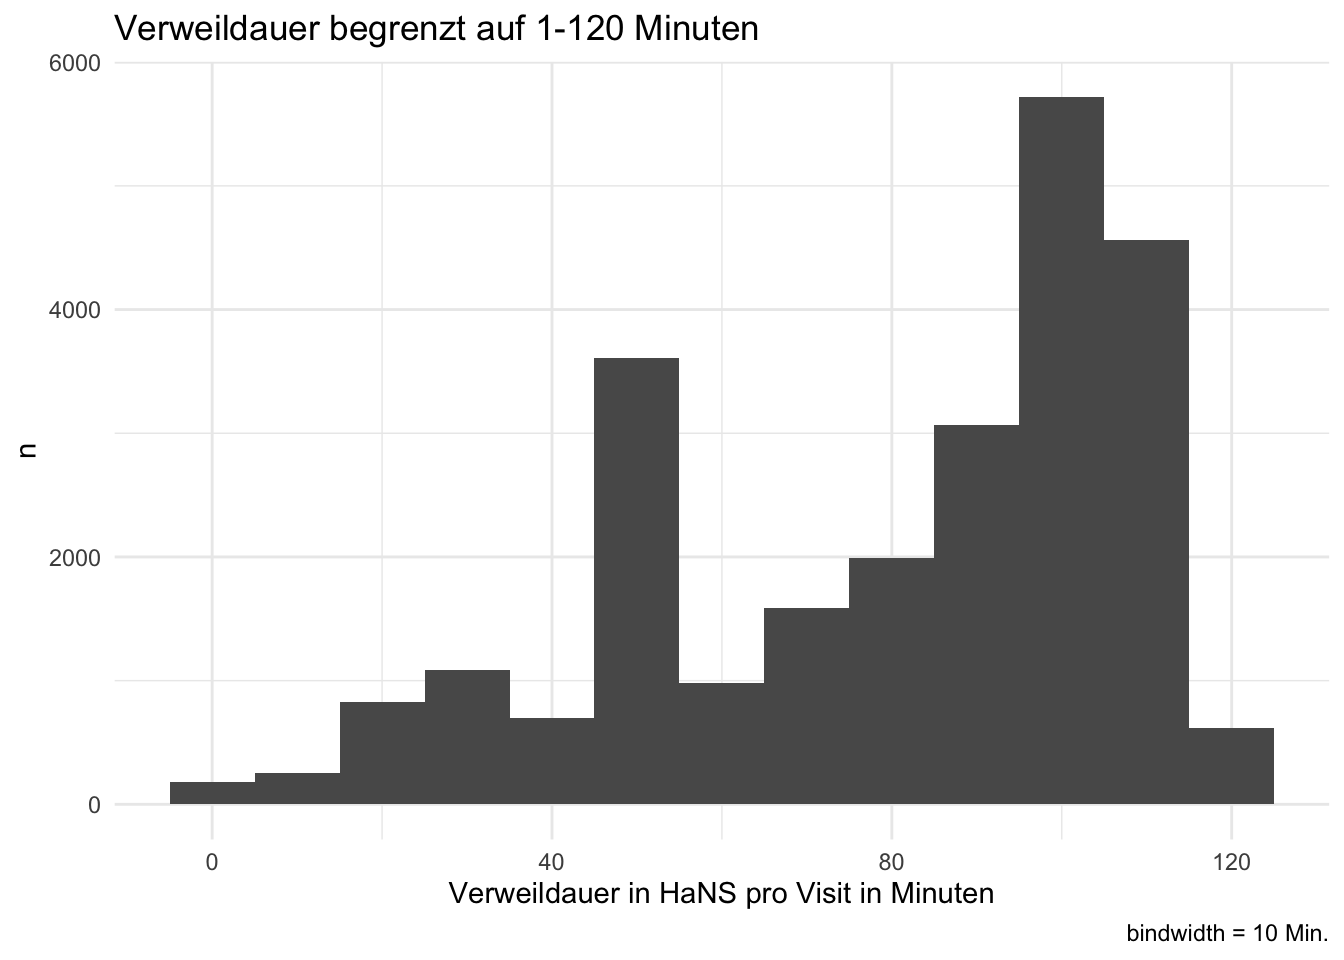 Verweildauer begrenzt auf 1-120 Minuten
6000
4000
2000
0
n
0 40 80 120
Verweildauer in HaNS pro Visit in Minuten
bindwidth = 10 Min.